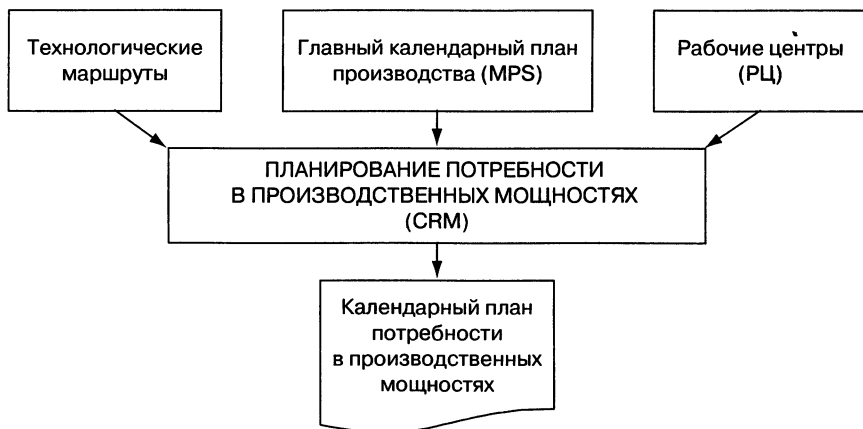 Технологические
маршруты
Главный календарный план
производства (MPS)
Рабочие центры
(РЦ)
ПЛАНИРОВАНИЕ ПОТРЕБНОСТИ
В ПРОИЗВОДСТВЕННЫХ МОЩНОСТЯХ
(CRM)
Календарный план
потребности
в производственных
мощностях